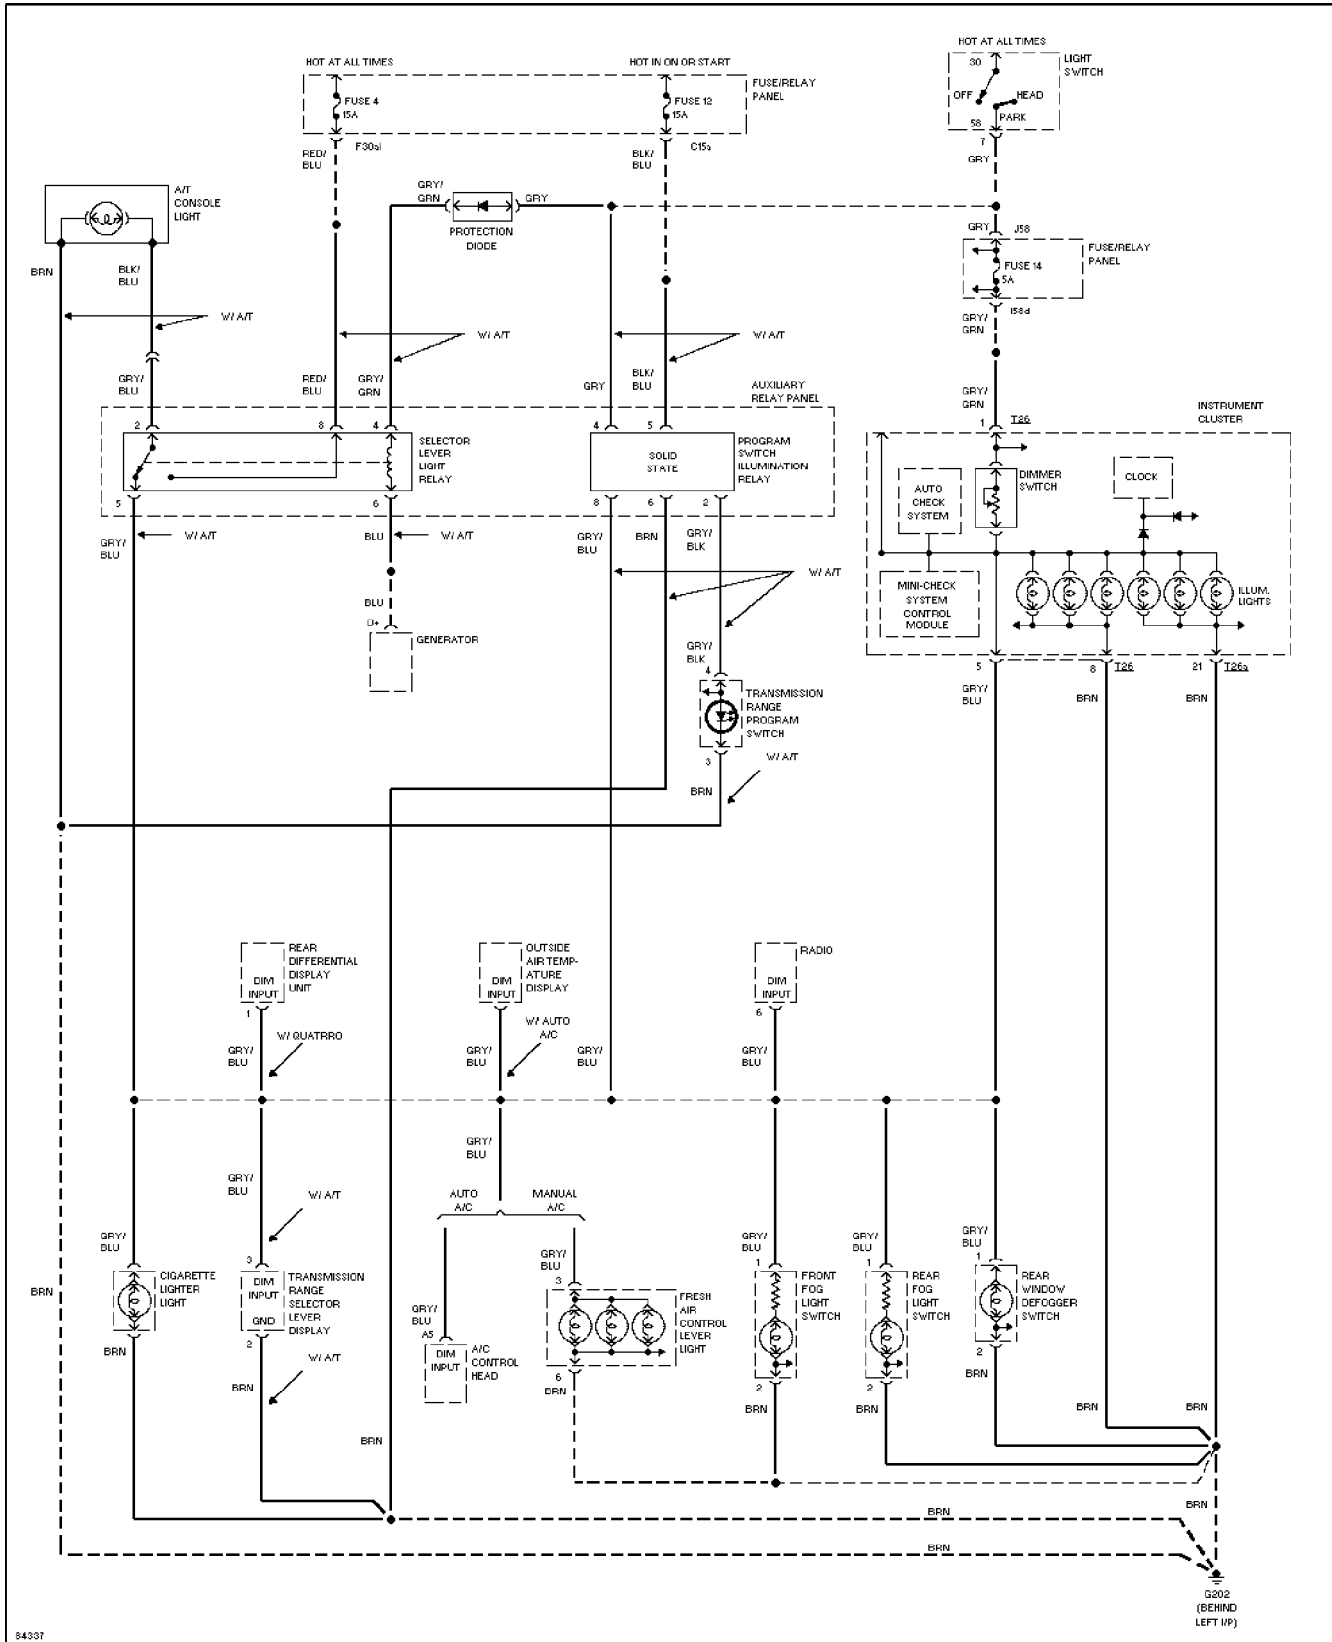 HOT AT ALL TIMES
HOT AT ALL TIMES
HOT IN ON OR START
30
LIGHT
SWITCH
OFF
HEAD
58
PARK
7
GRY
FUSE 4
15A
FUSE 12
15A
FUSE/RELAY
PANEL
RED/
BLU
F30al
BLK/
BLU
C15a
A/T
CONSOLE
LIGHT
GRY/
GRN
GRY
PROTECTION
DIODE
GRY
J58
FUSE/RELAY
PANEL
FUSE 14
5A
I58d
GRY/
GRN
BRN
BLK/
BLU
W/ A/T
W/ A/T
W/ A/T
GRY/
BLU
RED/
BLU
GRY/
GRN
GRY
BLK/
BLU
AUXILIARY
RELAY PANEL
GRY/
GRN
1
T26
INSTRUMENT
CLUSTER
2
8
4
4
5
SELECTOR
LEVER
LIGHT
RELAY
SOLID
STATE
PROGRAM
SWITCH
ILLUMINATION
RELAY
5
6
8
6
2
AUTO
CHECK
SYSTEM
DIMMER
SWITCH
CLOCK
MINI-CHECK
SYSTEM
CONTROL
MODULE
ILLUM.
LIGHTS
GRY/
BLU
W/ A/T
BLU
W/ A/T
GRY/
BLU
BRN
GRY/
BLK
W/ A/T
BLU
D+
GENERATOR
GRY/
BLK
4
TRANSMISSION
RANGE
PROGRAM
SWITCH
3
W/ A/T
BRN
5
8
T26
21
T26a
GRY/
BLU
BRN
BRN
REAR
DIFFERENTIAL
DISPLAY
UNIT
DIM
INPUT
1
OUTSIDE
AIR TEMP-
ATURE
DISPLAY
DIM
INPUT
RADIO
DIM
INPUT
6
W/ QUATRRO
W/ AUTO
A/C
GRY/
BLU
GRY/
BLU
GRY/
BLU
GRY/
BLU
GRY/
BLU
GRY/
BLU
W/ A/T
AUTO
A/C
MANUAL
A/C
GRY/
BLU
3
GRY/
BLU
3
GRY/
BLU
1
GRY/
BLU
1
GRY/
BLU
1
CIGARETTE
LIGHTER
LIGHT
DIM
INPUT
GND
TRANSMISSION
RANGE
SELECTOR
LEVER
DISPLAY
2
GRY/
BLU
A5
DIM
INPUT
A/C
CONTROL
HEAD
FRESH
AIR
CONTROL
LEVER
LIGHT
6
BRN
FRONT
FOG
LIGHT
SWITCH
2
BRN
REAR
FOG
LIGHT
SWITCH
2
BRN
REAR
WINDOW
DEFOGGER
SWITCH
2
BRN
BRN
BRN
BRN
W/ A/T
BRN
BRN
BRN
BRN
BRN
BRN
BRN
G202
(BEHIND
LEFT I/P)
84337